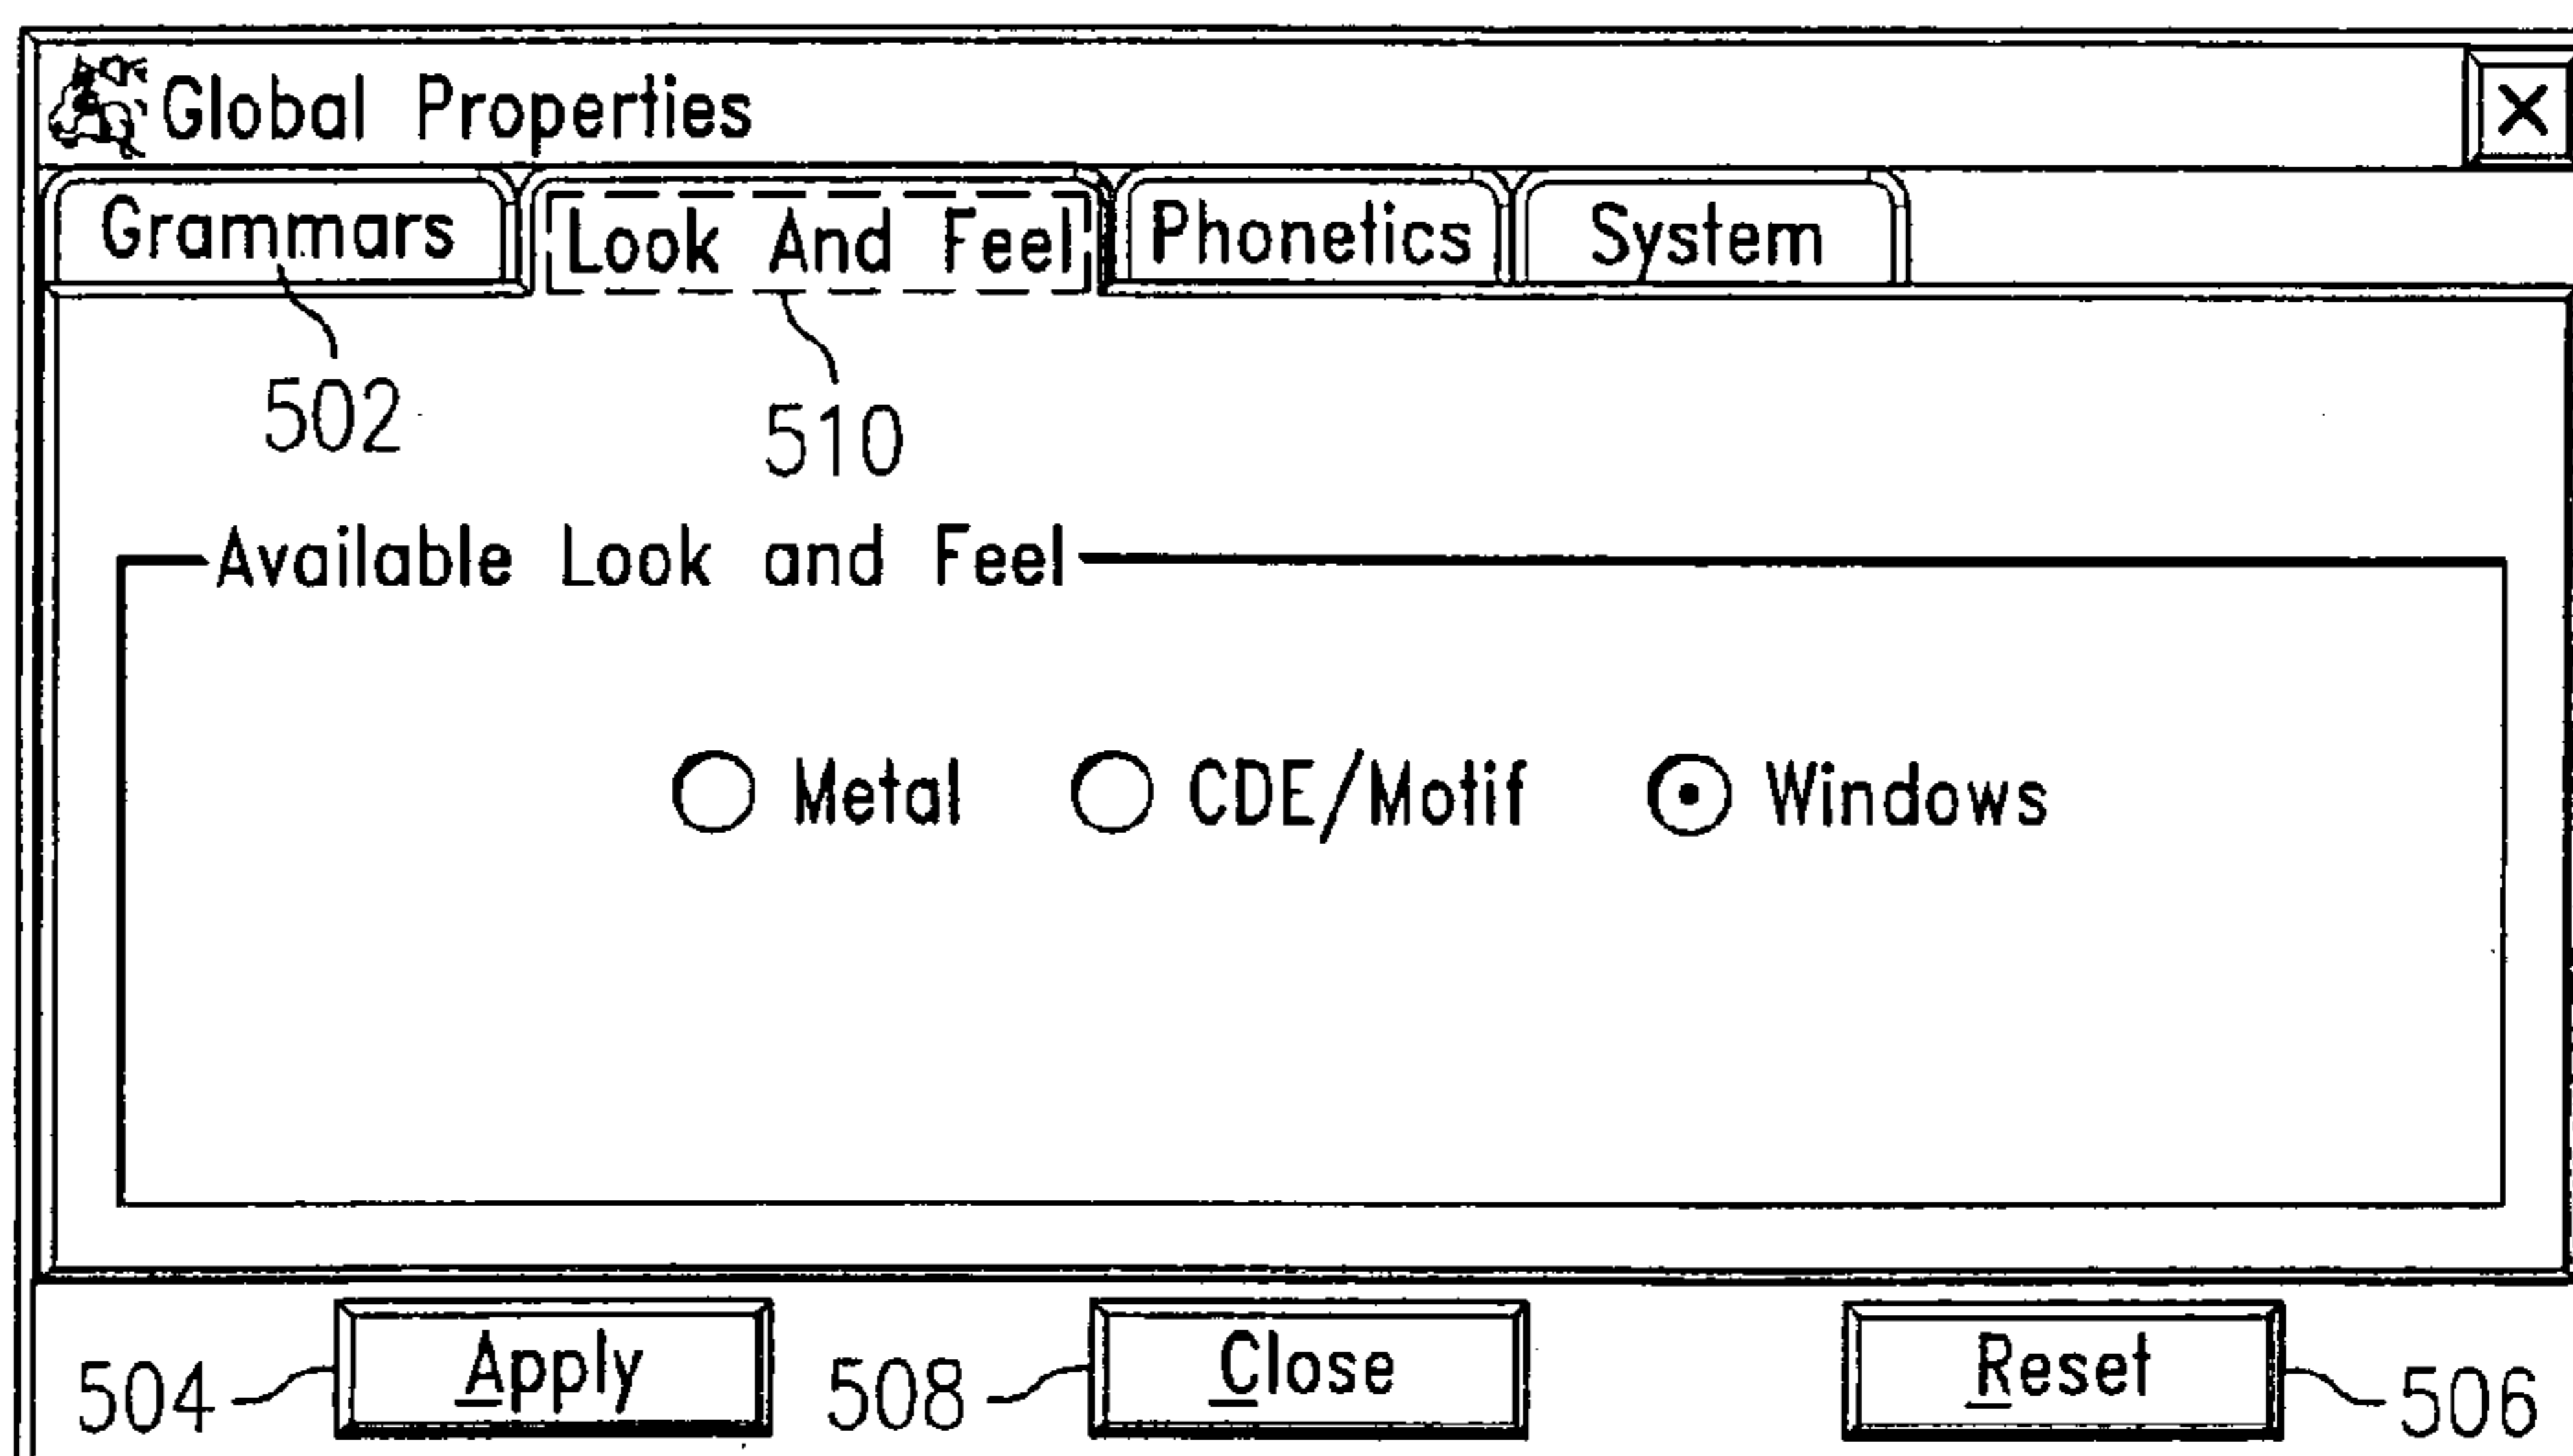 Global Properties X
Grammars Look And Feel Phonetics System
502 510
Available Look and Feel
Metal CDE/Motif Windows
504 Apply 508 Close Reset 506